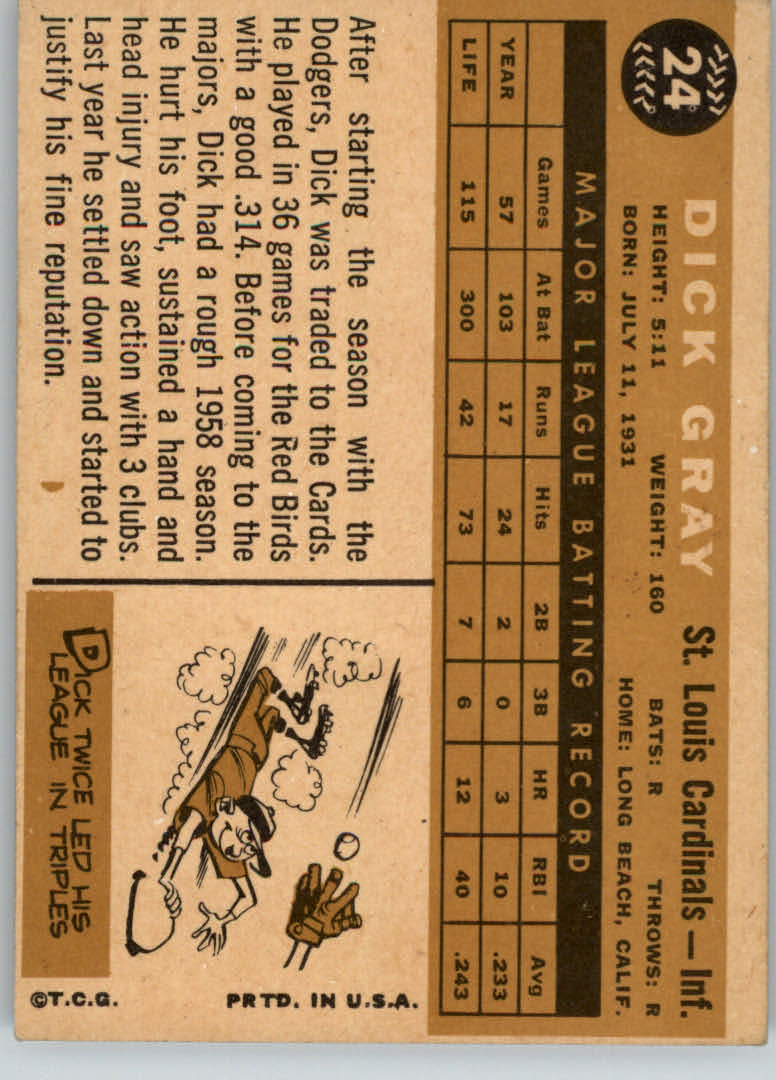 24
DICK GRAY St. Louis Cardinals — Inf.
HEIGHT: 5:11 WEIGHT: 160 BATS: R THROWS: R
BORN: JULY 11, 1931 HOME: LONG BEACH, CALIF.
MAJOR LEAGUE BATTING RECORD
Games At Bat Runs Hits 2B 3B HR RBI Avg
YEAR 57 103 17 24 2 0 3 10 .233
LIFE 115 300 42 73 7 6 12 40 .243
After starting the season with the
Dodgers, Dick was traded to the Cards.
He played in 36 games for the Red Birds
with a good .314. Before coming to the
majors, Dick had a rough 1958 season.
He hurt his foot, sustained a hand and
head injury and saw action with 3 clubs.
Last year he settled down and started to
justify his fine reputation.
DICK TWICE LED HIS
LEAGUE IN TRIPLES
©T.C.G. PRTD. IN U.S.A.